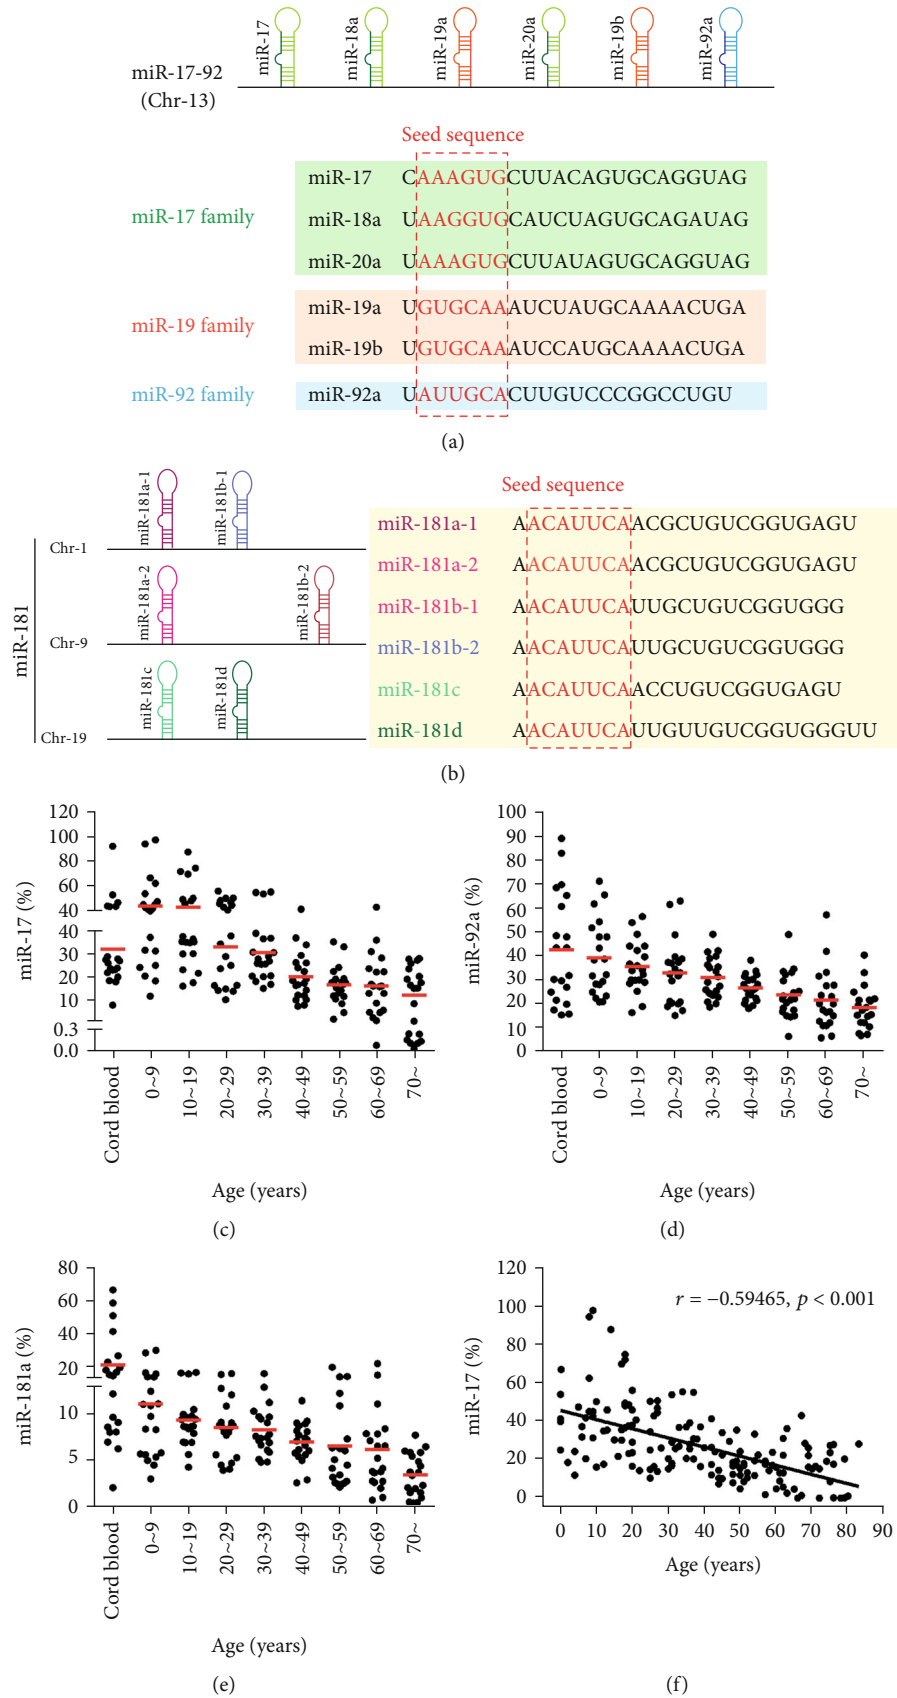 miR-17
miR-18a
miR-19a
miR-20a
miR-19b
miR-92a
miR-17-92
(Chr-13)
Seed sequence
miR-17 family
miR-17 CAAAGUGCUUACAGUGCAGGUAG
miR-18a UAAGGUGCAUCUAGUGCAGAUAG
miR-20a UAAAGUGCUUAUAGUGCAGGUAG
miR-19 family
miR-19a UGUGCAAAUCUAUGCAAAACUGA
miR-19b UGUGCAAAUCCAUGCAAAACUGA
miR-92 family
miR-92a UAUUGCACUUGUCCCGGCCUGU
(a)
miR-181
miR-181a-1
miR-181b-1
Chr-1
miR-181a-2
miR-181b-2
Chr-9
miR-181c
miR-181d
Chr-19
Seed sequence
miR-181a-1 AACAUUCAACGCUGUCGGUGAGU
miR-181a-2 AACAUUCAACGCUGUCGGUGAGU
miR-181b-1 AACAUUCAUUGCUGUCGGUGGG
miR-181b-2 AACAUUCAUUGCUGUCGGUGGG
miR-181c AACAUUCAACCUGUCGGUGAGU
miR-181d AACAUUCAUUGUUGUCGGUGGGUU
(b)
miR-17 (%)
120
100
80
60
40
30
20
10
0.3
0.0
Cord blood
0~9
10~19
20~29
30~39
40~49
50~59
60~69
70~
Age (years)
(c)
miR-92a (%)
100
90
80
70
60
50
40
30
20
10
0
Cord blood
0~9
10~19
20~29
30~39
40~49
50~59
60~69
70~
Age (years)
(d)
miR-181a (%)
80
60
40
20
10
5
0
Cord blood
0~9
10~19
20~29
30~39
40~49
50~59
60~69
70~
Age (years)
(e)
miR-17 (%)
120
100
80
60
40
20
0
r = −0.59465, p < 0.001
0 10 20 30 40 50 60 70 80 90
Age (years)
(f)